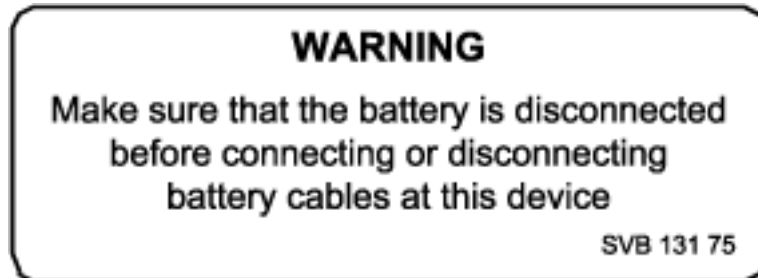 WARNING
Make sure that the battery is disconnected
before connecting or disconnecting
battery cables at this device
SVB 131 75